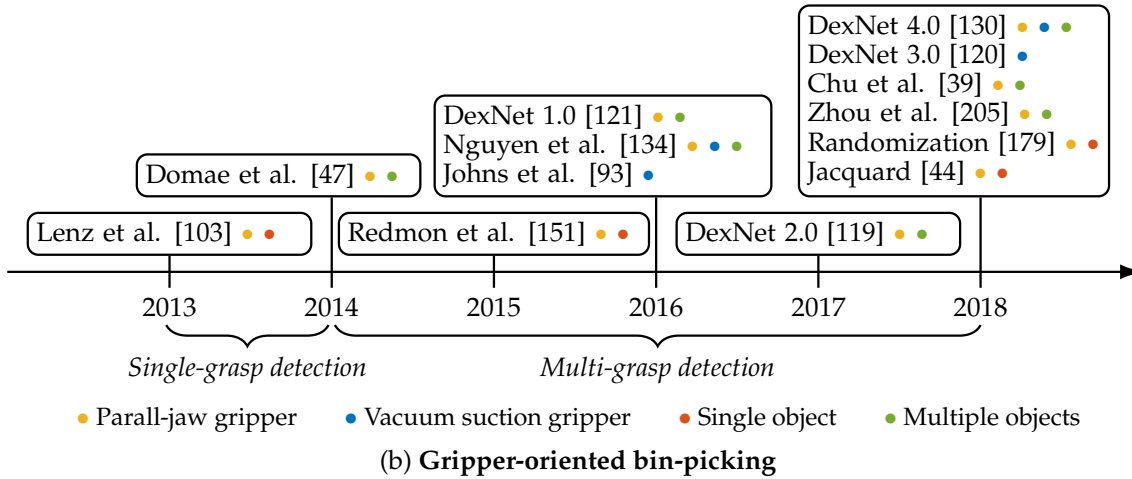 DexNet 4.0 [130]
DexNet 3.0 [120]
Chu et al. [39]
Zhou et al. [205]
Randomization [179]
Jacquard [44]
DexNet 1.0 [121]
Nguyen et al. [134]
Johns et al. [93]
Domae et al. [47]
Lenz et al. [103]
Redmon et al. [151]
DexNet 2.0 [119]
2013 2014 2015 2016 2017 2018
Single-grasp detection Multi-grasp detection
Parall-jaw gripper Vacuum suction gripper Single object Multiple objects
(b) Gripper-oriented bin-picking